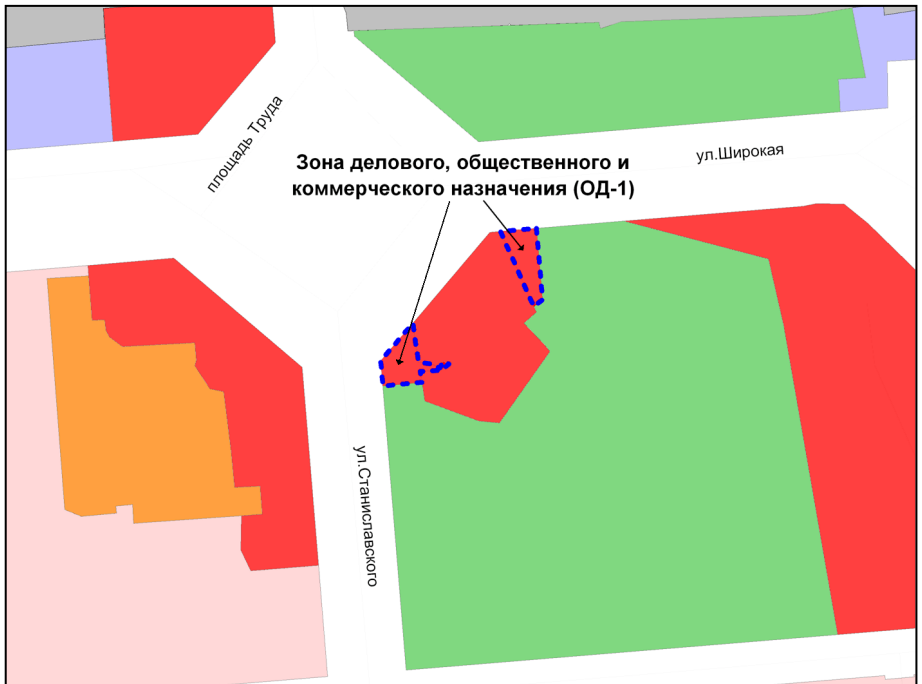 площадь Труда
ул.Широкая
Зона делового, общественного и
коммерческого назначения (ОД-1)
ул.Станиславского